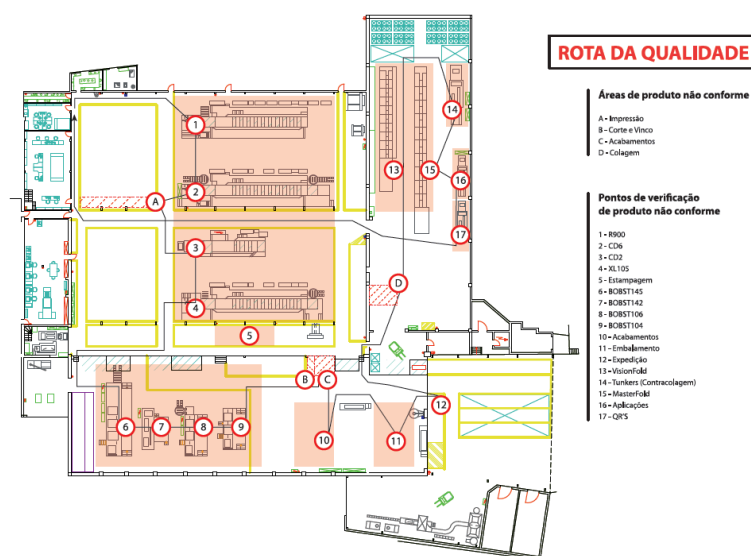 ROTA DA QUALIDADE
Áreas de produto não conforme
A - Impressão
B - Corte e Vinco
C - Acabamentos
D - Colagem
Pontos de verificação
de produto não conforme
1 - R900
2 - CD6
3 - CD2
4 - XL105
5 - Estampagem
6 - BOBST145
7 - BOBST142
8 - BOBST106
9 - BOBST104
10 - Acabamentos
11 - Embalamento
12 - Expedição
13 - VisionFold
14 - Tunkers (Contracolagem)
15 - MasterFold
16 - Aplicações
17 - QR'S
1
2
A
3
4
5
13
14
15
16
17
D
B
C
6
7
8
9
10
11
12